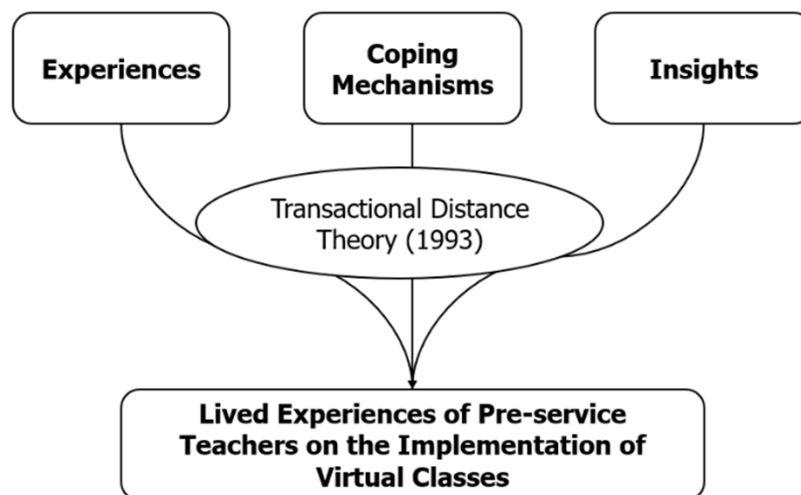 Experiences
Coping
Mechanisms
Insights
Transactional Distance
Theory (1993)
Lived Experiences of Pre-service
Teachers on the Implementation of
Virtual Classes